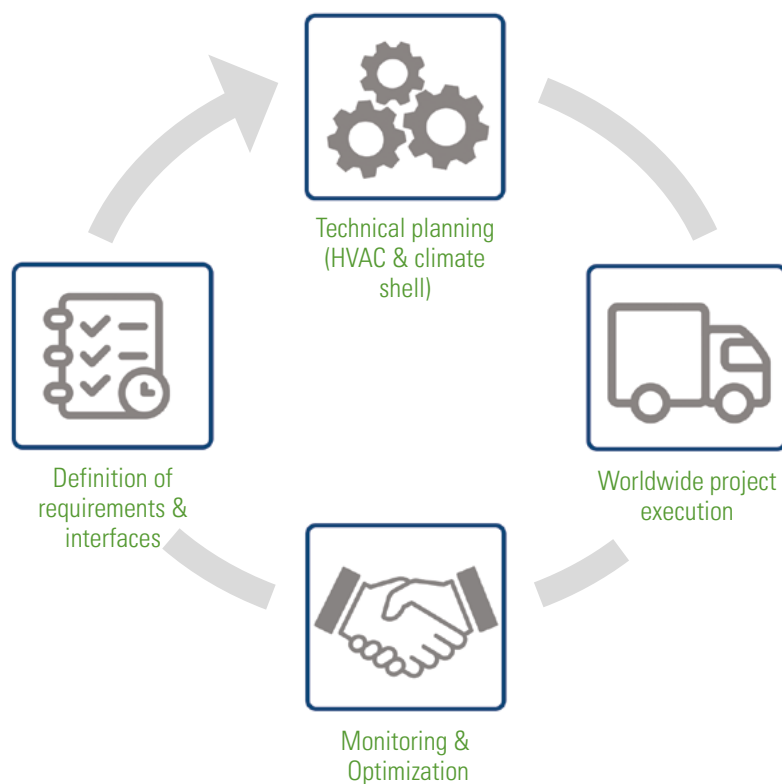 Technical planning
(HVAC & climate
shell)
Definition of
requirements &
interfaces
Worldwide project
execution
Monitoring &
Optimization